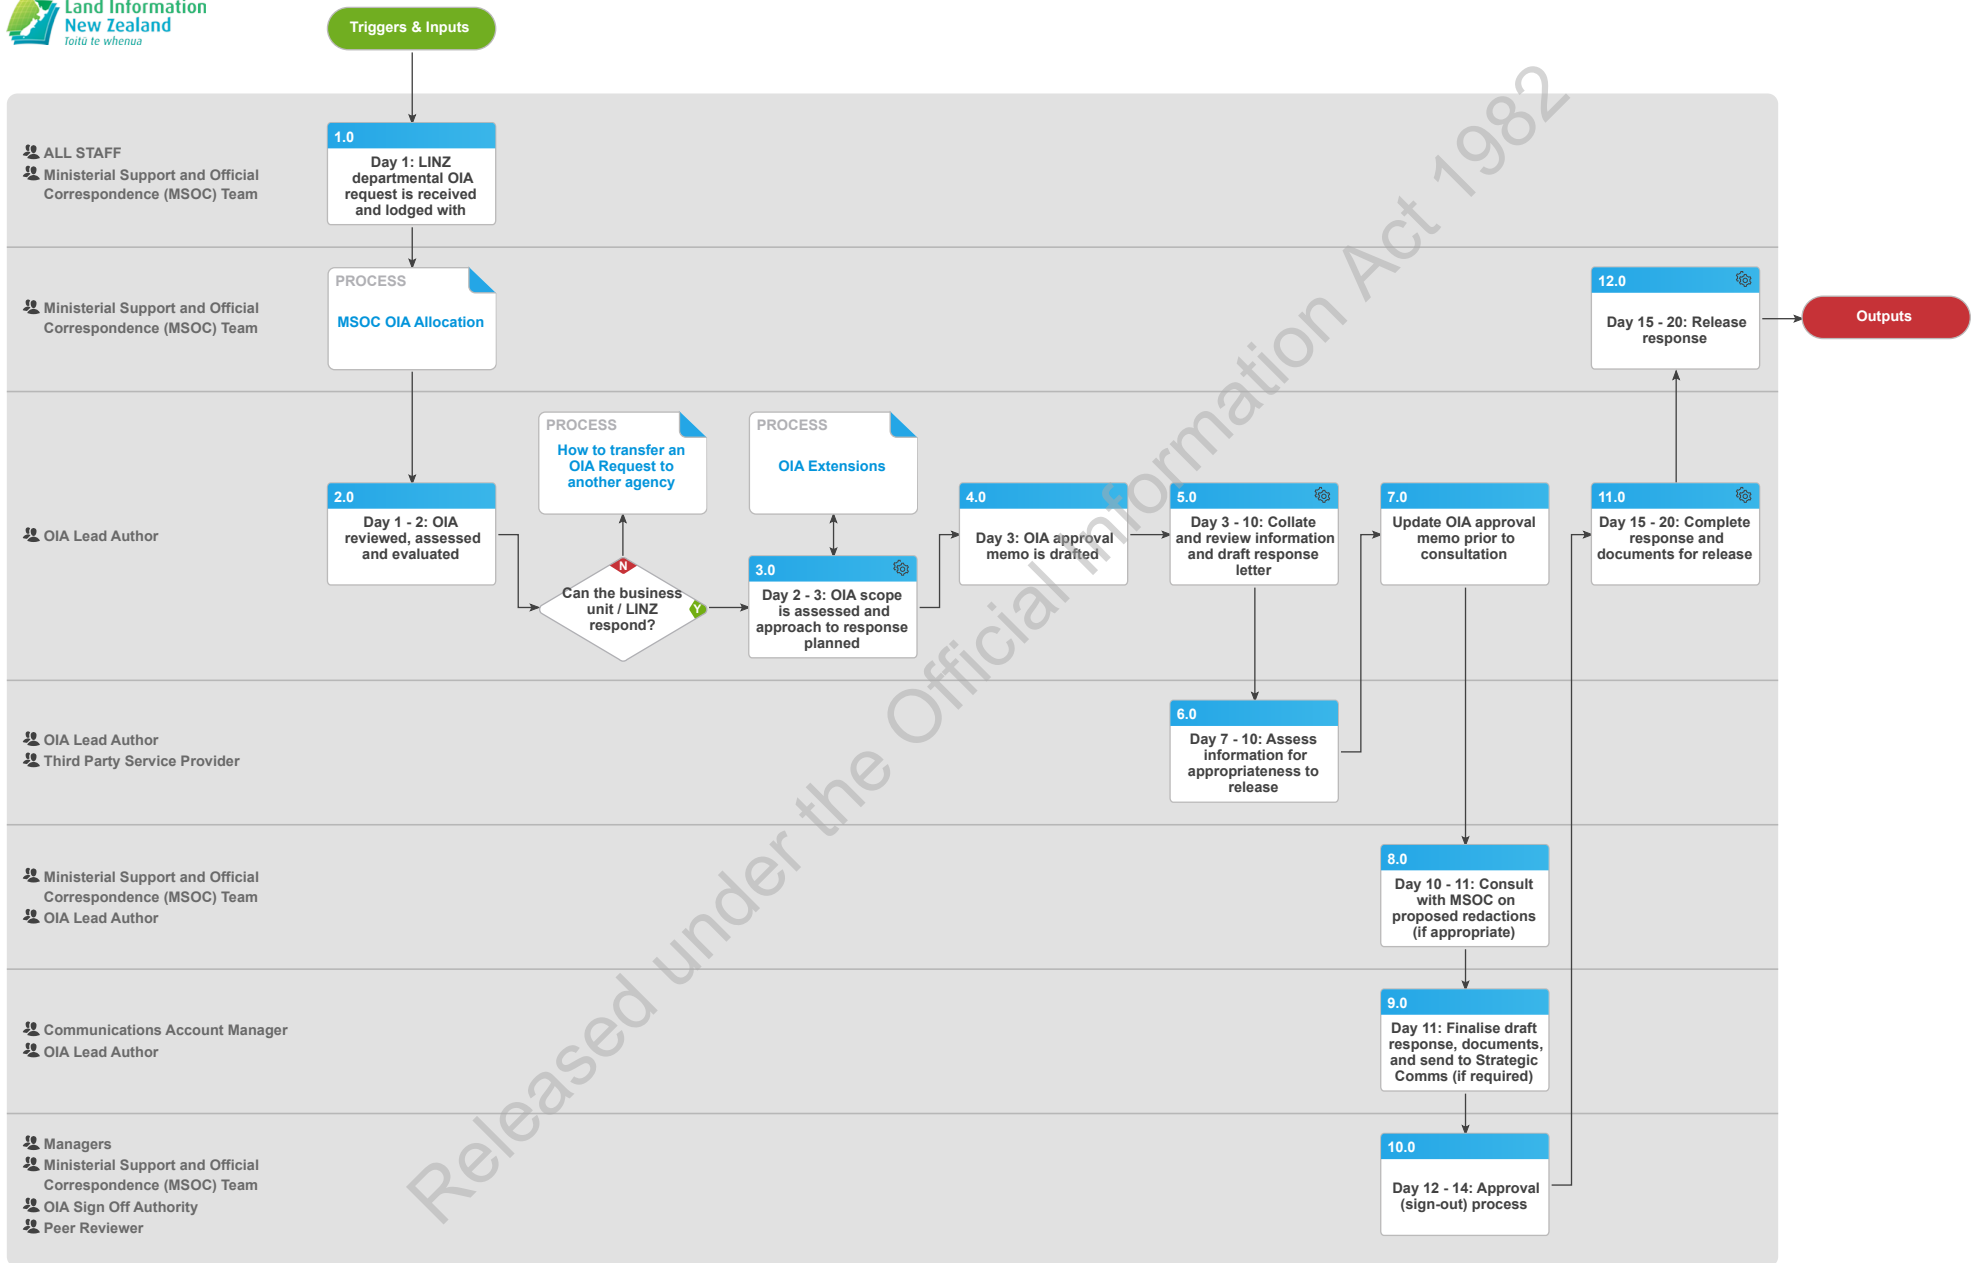 Land Information
New Zealand
Toitū te whenua
Triggers & Inputs
ALL STAFF
Ministerial Support and Official
Correspondence (MSOC) Team
1.0
Day 1: LINZ
departmental OIA
request is received
and lodged with
Ministerial Support and Official
Correspondence (MSOC) Team
PROCESS
MSOC OIA Allocation
12.0
Day 15 - 20: Release
response
Outputs
OIA Lead Author
2.0
Day 1 - 2: OIA
reviewed, assessed
and evaluated
PROCESS
How to transfer an
OIA Request to
another agency
N
Can the business
unit / LINZ
respond?
Y
PROCESS
OIA Extensions
3.0
Day 2 - 3: OIA scope
is assessed and
approach to response
planned
4.0
Day 3: OIA approval
memo is drafted
5.0
Day 3 - 10: Collate
and review information
and draft response
letter
7.0
Update OIA approval
memo prior to
consultation
11.0
Day 15 - 20: Complete
response and
documents for release
OIA Lead Author
Third Party Service Provider
6.0
Day 7 - 10: Assess
information for
appropriateness to
release
Ministerial Support and Official
Correspondence (MSOC) Team
OIA Lead Author
8.0
Day 10 - 11: Consult
with MSOC on
proposed redactions
(if appropriate)
Communications Account Manager
OIA Lead Author
9.0
Day 11: Finalise draft
response, documents,
and send to Strategic
Comms (if required)
Managers
Ministerial Support and Official
Correspondence (MSOC) Team
OIA Sign Off Authority
Peer Reviewer
10.0
Day 12 - 14: Approval
(sign-out) process
Released under the Official Information Act 1982